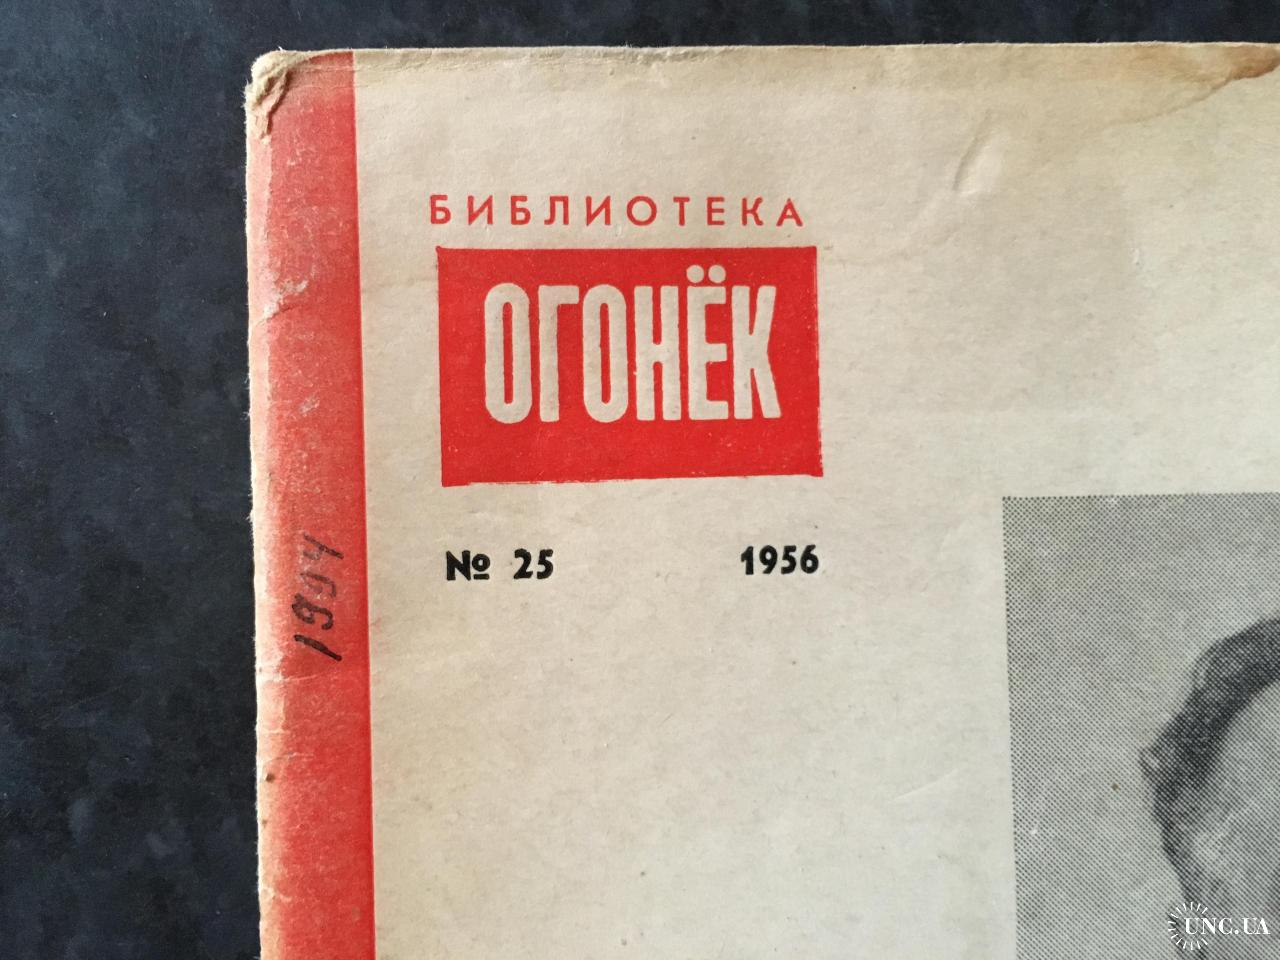 БИБЛИОТЕКА
ОГОНЁК
№ 25 1956
1994
UNC.UA